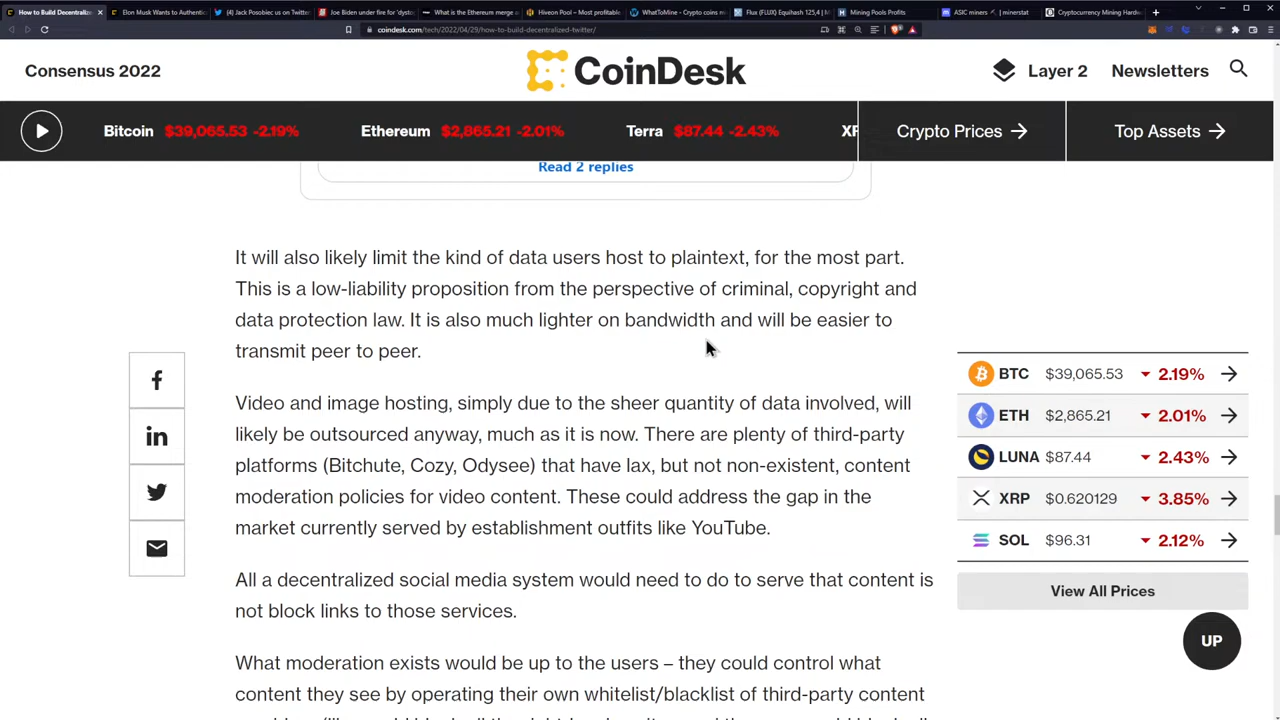 How to Build Decentraliz
Elon Musk Wants to Authentic
(4) Jack Posobiec us on Twitter
Joe Biden under fire for 'dysto
What is the Ethereum merge u
Hiveon Pool – Most profitable
WhatToMine - Crypto coins mi
Flux (FLUX) Equihash 125,4 | M
Mining Pools Profits
ASIC miners | minerstat
Cryptocurrency Mining Hardw
coindesk.com/tech/2022/04/29/how-to-build-decentralized-twitter/
Consensus 2022
CoinDesk
Layer 2
Newsletters
Bitcoin $39,065.53 -2.19% Ethereum $2,865.21 -2.01% Terra $87.44 -2.43% XR
Crypto Prices
Top Assets
Read 2 replies
It will also likely limit the kind of data users host to plaintext, for the most part.
This is a low-liability proposition from the perspective of criminal, copyright and
data protection law. It is also much lighter on bandwidth and will be easier to
transmit peer to peer.
Video and image hosting, simply due to the sheer quantity of data involved, will
likely be outsourced anyway, much as it is now. There are plenty of third-party
platforms (Bitchute, Cozy, Odysee) that have lax, but not non-existent, content
moderation policies for video content. These could address the gap in the
market currently served by establishment outfits like YouTube.
All a decentralized social media system would need to do to serve that content is
not block links to those services.
What moderation exists would be up to the users – they could control what
content they see by operating their own whitelist/blacklist of third-party content
BTC $39,065.53 2.19%
ETH $2,865.21 2.01%
LUNA $87.44 2.43%
XRP $0.620129 3.85%
SOL $96.31 2.12%
View All Prices
UP